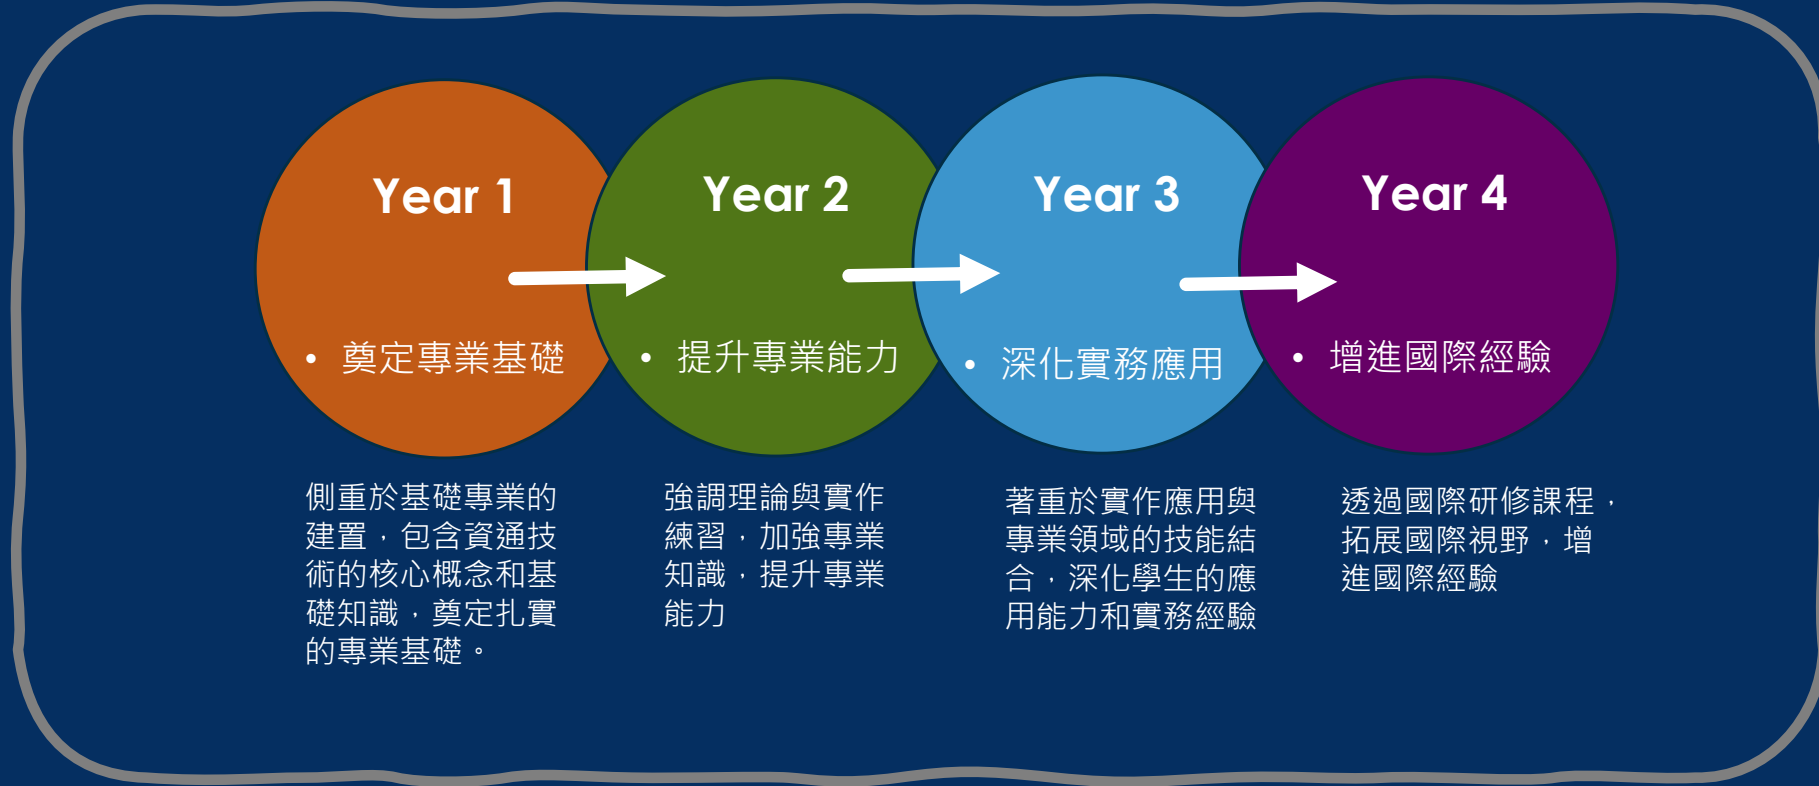 Year 1
• 奠定專業基礎
側重於基礎專業的
建置，包含資通技
術的核心概念和基
礎知識，奠定扎實
的專業基礎。
Year 2
• 提升專業能力
強調理論與實作
練習，加強專業
知識，提升專業
能力
Year 3
• 深化實務應用
著重於實作應用與
專業領域的技能結
合，深化學生的應
用能力和實務經驗
Year 4
• 增進國際經驗
透過國際研修課程，
拓展國際視野，增
進國際經驗